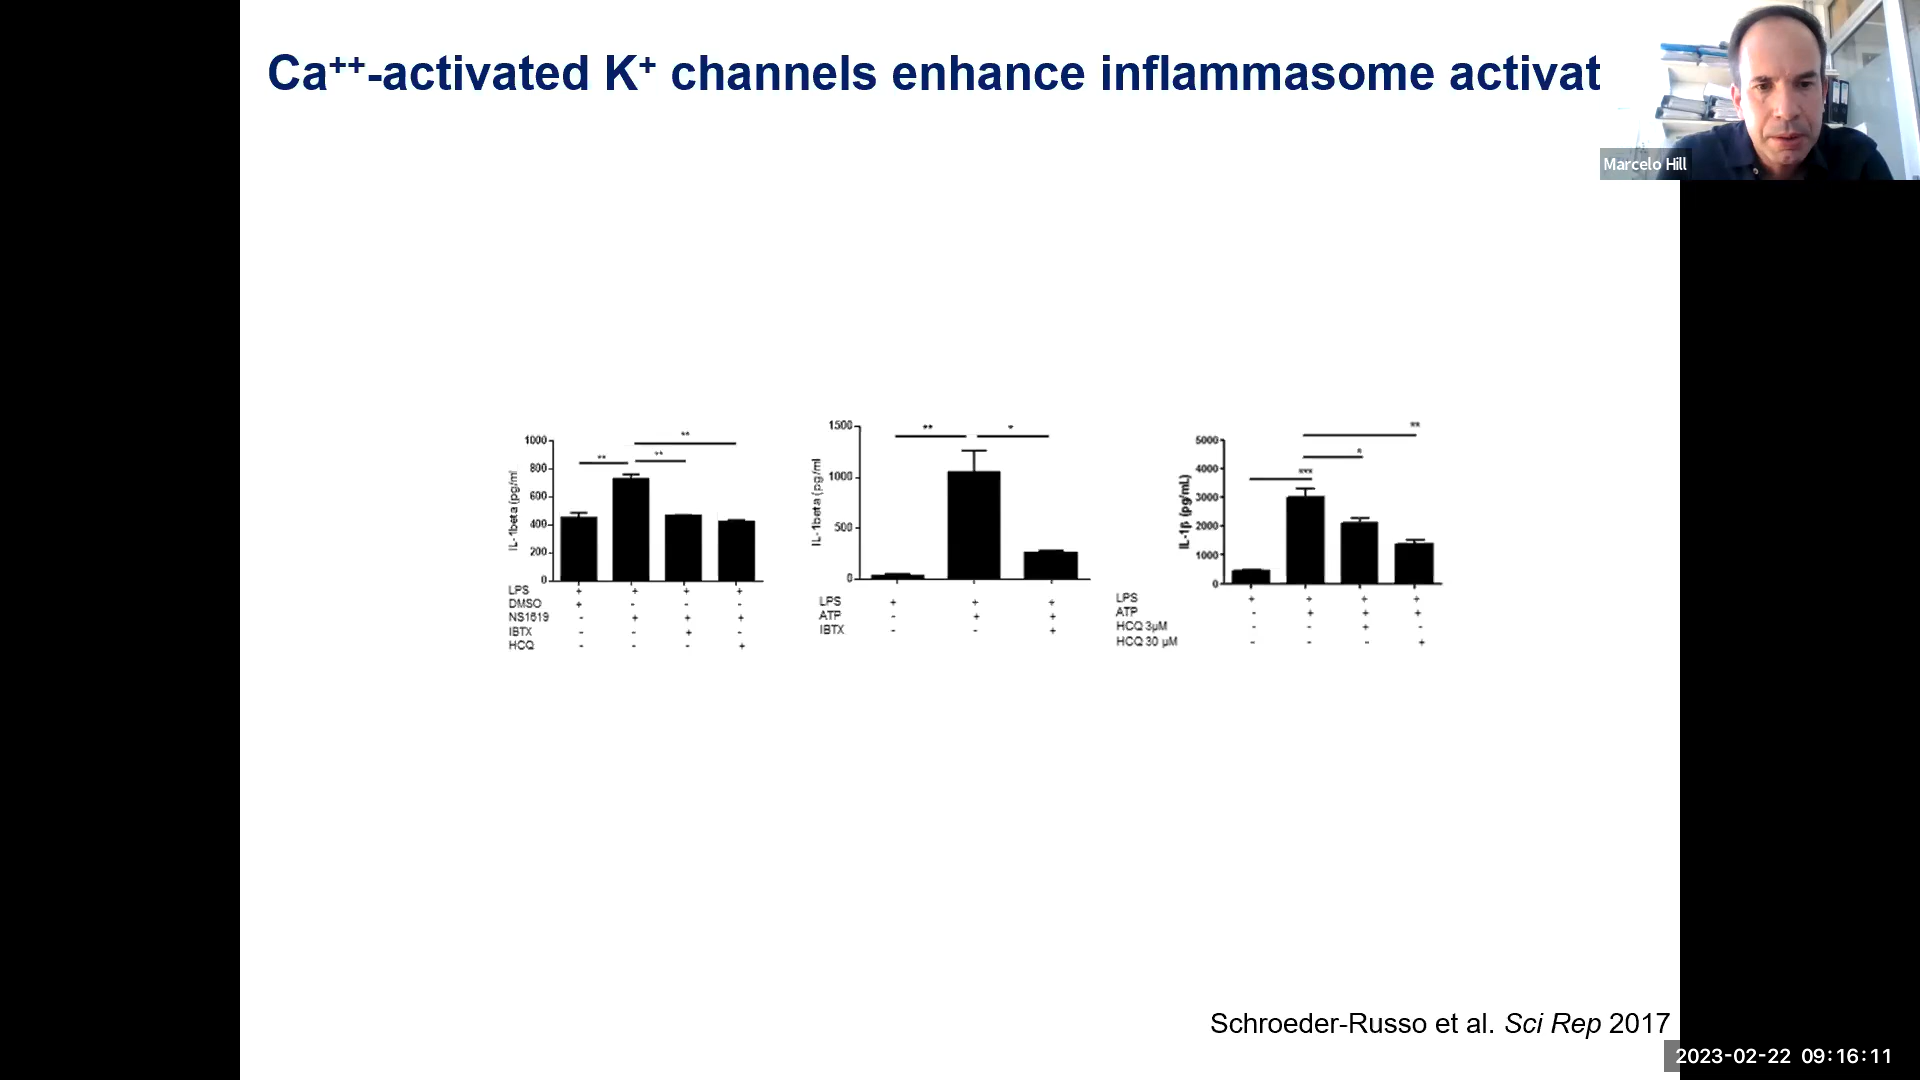 Ca++-activated K+ channels enhance inflammasome activat
Marcelo Hill
1000
800
600
400
200
0
IL-1beta (pg/ml
** ** **
LPS + + + +
DMSO + - - -
NS1619 - + + +
IBTX - - + -
HCQ - - - +
1500
1000
500
0
IL-1beta (pg/ml
** *
LPS + + +
ATP - + +
IBTX - - +
5000
4000
3000
2000
1000
0
IL-1β (pg/mL)
*** * **
LPS + + + +
ATP - + + +
HCQ 3μM - - + -
HCQ 30 μM - - - +
Schroeder-Russo et al. Sci Rep 2017
2023-02-22 09:16:11